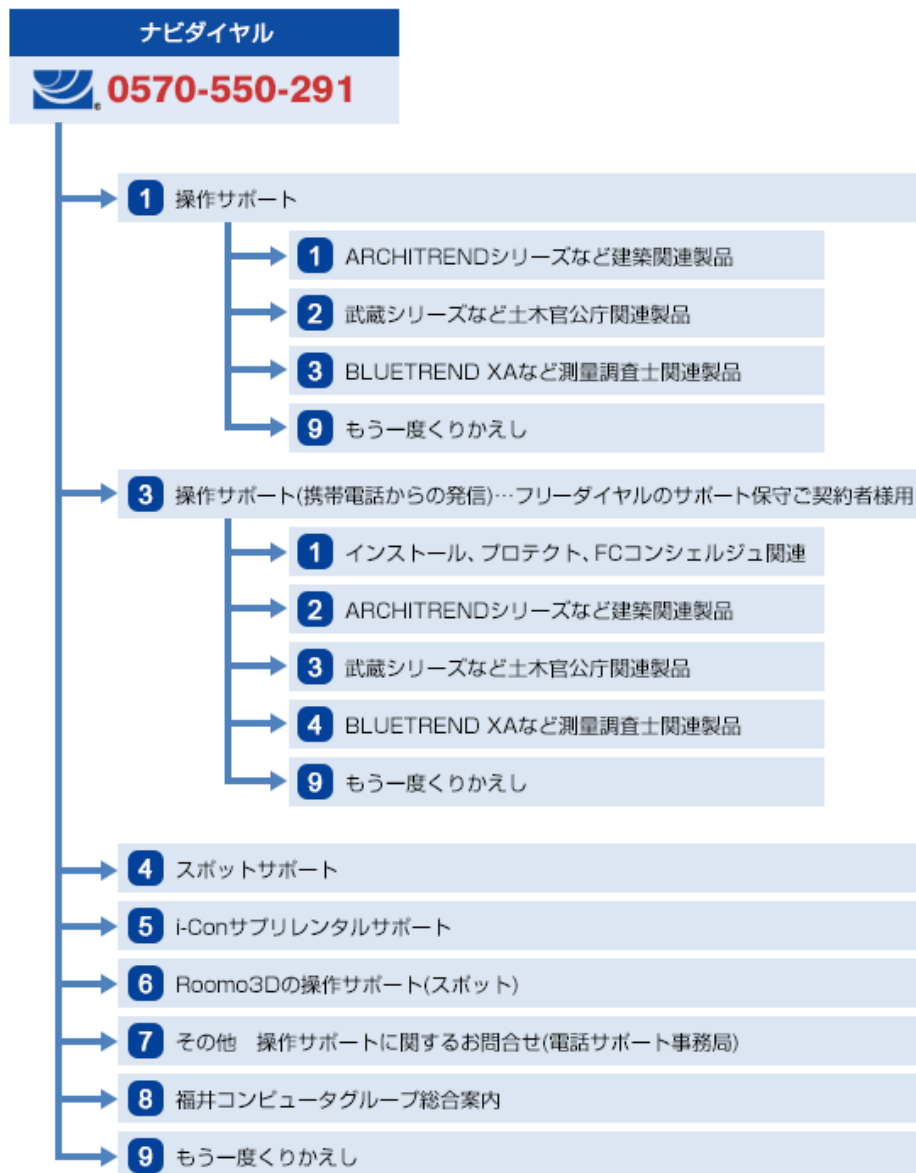 ナビダイヤル
0570-550-291
1 操作サポート
1 ARCHITRENDシリーズなど建築関連製品
2 武蔵シリーズなど土木官公庁関連製品
3 BLUETREND XAなど測量調査士関連製品
9 もう一度くりかえし
3 操作サポート(携帯電話からの発信)…フリーダイヤルのサポート保守ご契約者様用
1 インストール、プロテクト、FCコンシェルジュ関連
2 ARCHITRENDシリーズなど建築関連製品
3 武蔵シリーズなど土木官公庁関連製品
4 BLUETREND XAなど測量調査士関連製品
9 もう一度くりかえし
4 スポットサポート
5 i-Conサプリレンタルサポート
6 Roomo3Dの操作サポート(スポット)
7 その他　操作サポートに関するお問合せ(電話サポート事務局)
8 福井コンピュータグループ総合案内
9 もう一度くりかえし